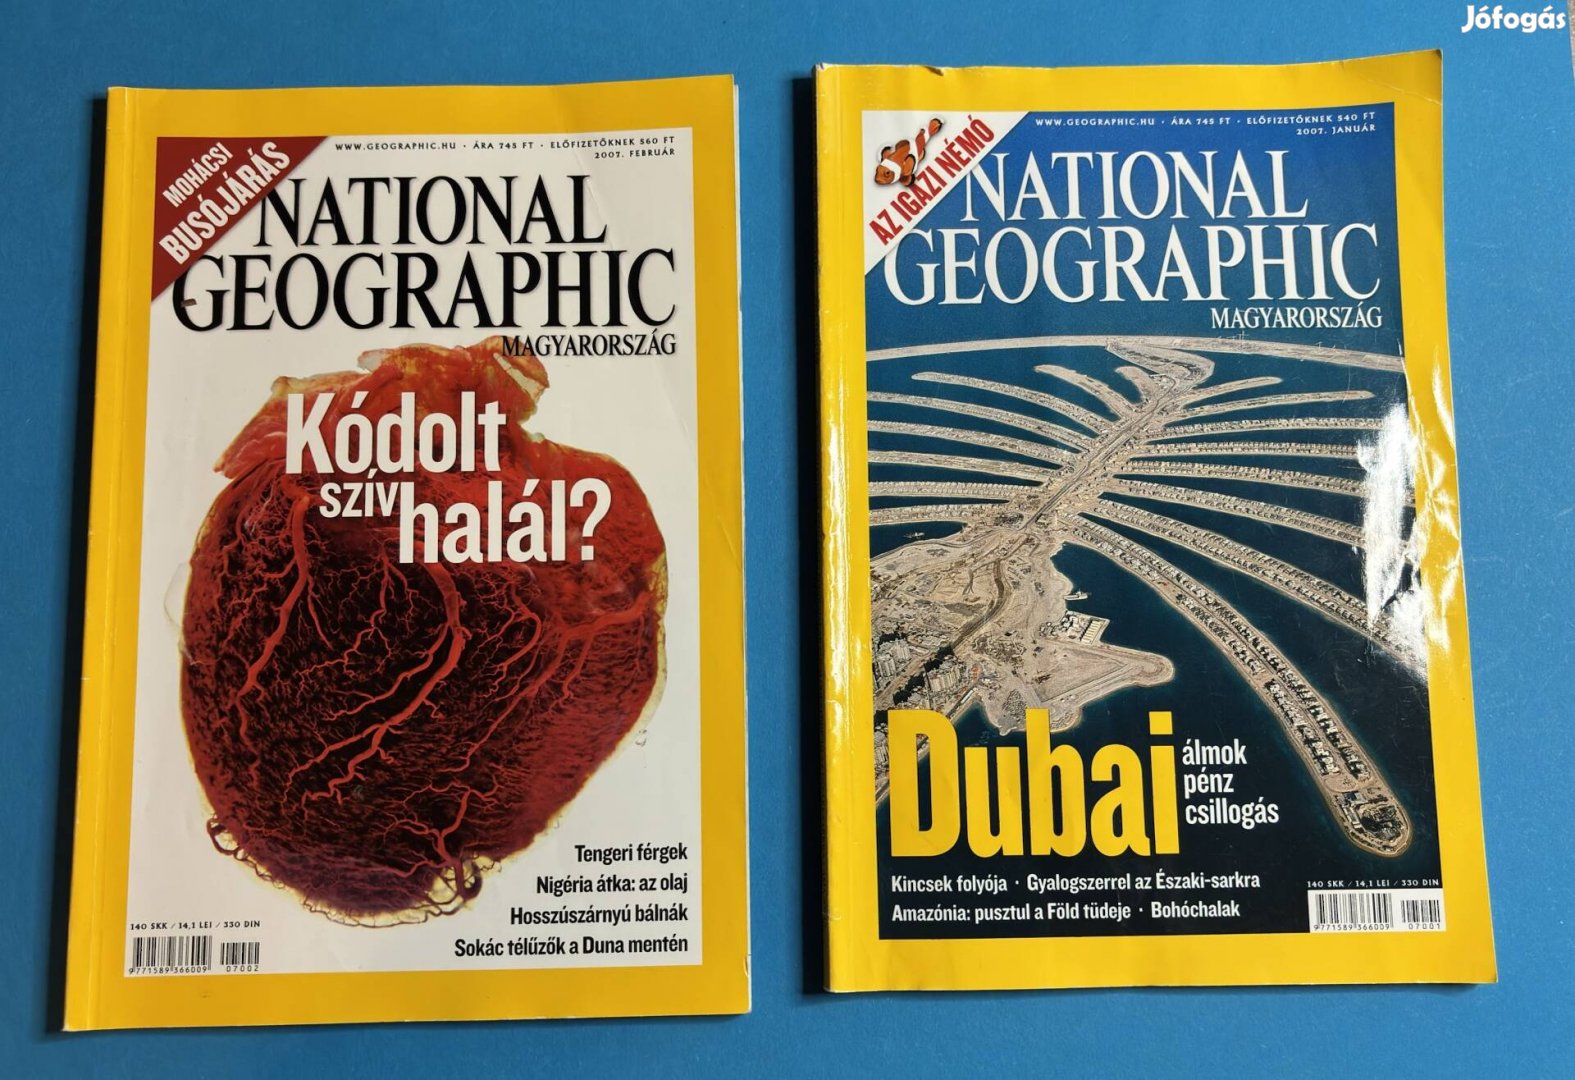 Jófogás
MOHÁCSI
BUSÓJÁRÁS
WWW.GEOGRAPHIC.HU · ÁRA 745 FT · ELŐFIZETŐKNEK 560 FT
2007. FEBRUÁR
NATIONAL
GEOGRAPHIC
MAGYARORSZÁG
Kódolt
szív
halál?
Tengeri férgek
Nigéria átka: az olaj
Hosszúszárnyú bálnák
Sokác télűzők a Duna mentén
140 SKK / 14,1 LEI / 330 DIN
9771589366009 07002
AZ IGAZI NÉMÓ
WWW.GEOGRAPHIC.HU · ÁRA 745 FT · ELŐFIZETŐKNEK 540 FT
2007. JANUÁR
NATIONAL
GEOGRAPHIC
MAGYARORSZÁG
Dubai
álmok
pénz
csillogás
Kincsek folyója · Gyalogszerrel az Északi-sarkra
Amazónia: pusztul a Föld tüdeje · Bohóchalak
140 SKK / 14,1 LEI / 330 DIN
9771589366009 07001